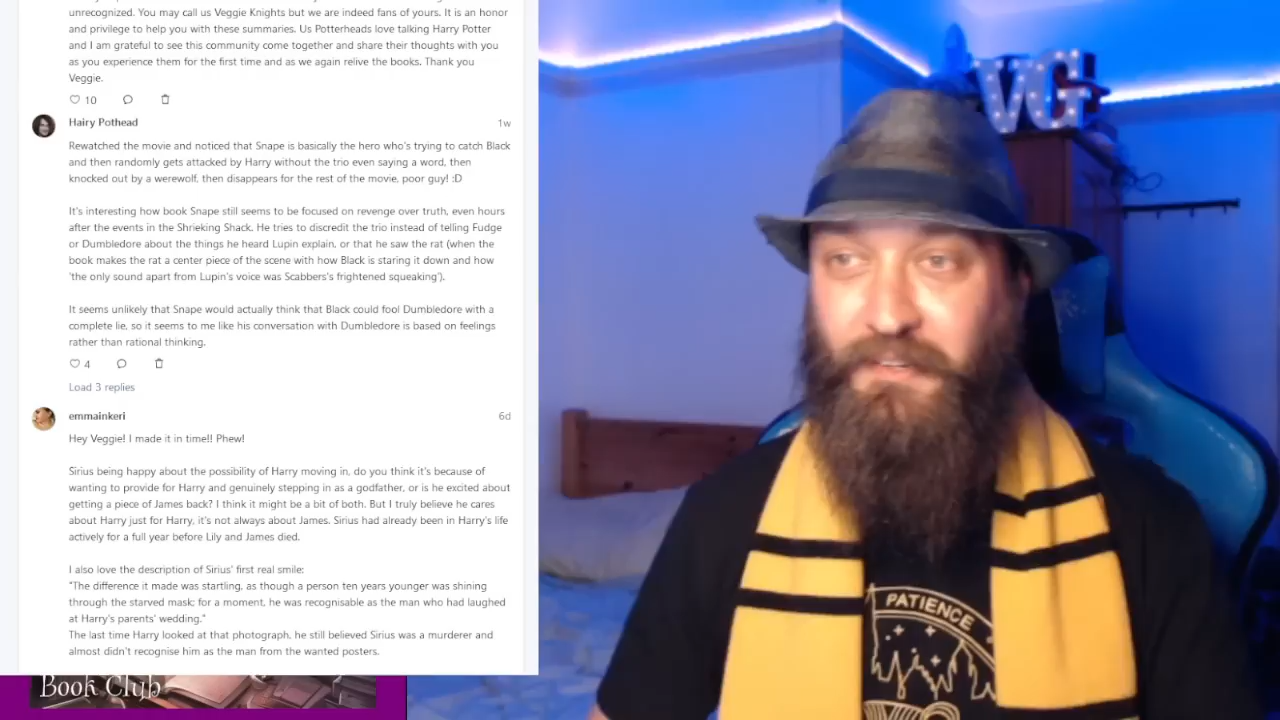 unrecognized. You may call us Veggie Knights but we are indeed fans of yours. It is an honor
and privilege to help you with these summaries. Us Potterheads love talking Harry Potter
and I am grateful to see this community come together and share their thoughts with you
as you experience them for the first time and as we again relive the books. Thank you
Veggie.
10
Hairy Pothead 1w
Rewatched the movie and noticed that Snape is basically the hero who's trying to catch Black
and then randomly gets attacked by Harry without the trio even saying a word, then
knocked out by a werewolf, then disappears for the rest of the movie, poor guy! :D
It's interesting how book Snape still seems to be focused on revenge over truth, even hours
after the events in the Shrieking Shack. He tries to discredit the trio instead of telling Fudge
or Dumbledore about the things he heard Lupin explain, or that he saw the rat (when the
book makes the rat a center piece of the scene with how Black is staring it down and how
'the only sound apart from Lupin's voice was Scabbers's frightened squeaking').
It seems unlikely that Snape would actually think that Black could fool Dumbledore with a
complete lie, so it seems to me like his conversation with Dumbledore is based on feelings
rather than rational thinking.
4
Load 3 replies
emmainkeri 6d
Hey Veggie! I made it in time!! Phew!
Sirius being happy about the possibility of Harry moving in, do you think it's because of
wanting to provide for Harry and genuinely stepping in as a godfather, or is he excited about
getting a piece of James back? I think it might be a bit of both. But I truly believe he cares
about Harry just for Harry, it's not always about James. Sirius had already been in Harry's life
actively for a full year before Lily and James died.
I also love the description of Sirius' first real smile:
"The difference it made was startling, as though a person ten years younger was shining
through the starved mask; for a moment, he was recognisable as the man who had laughed
at Harry's parents' wedding."
The last time Harry looked at that photograph, he still believed Sirius was a murderer and
almost didn't recognise him as the man from the wanted posters.
Book Club
VG
PATIENCE